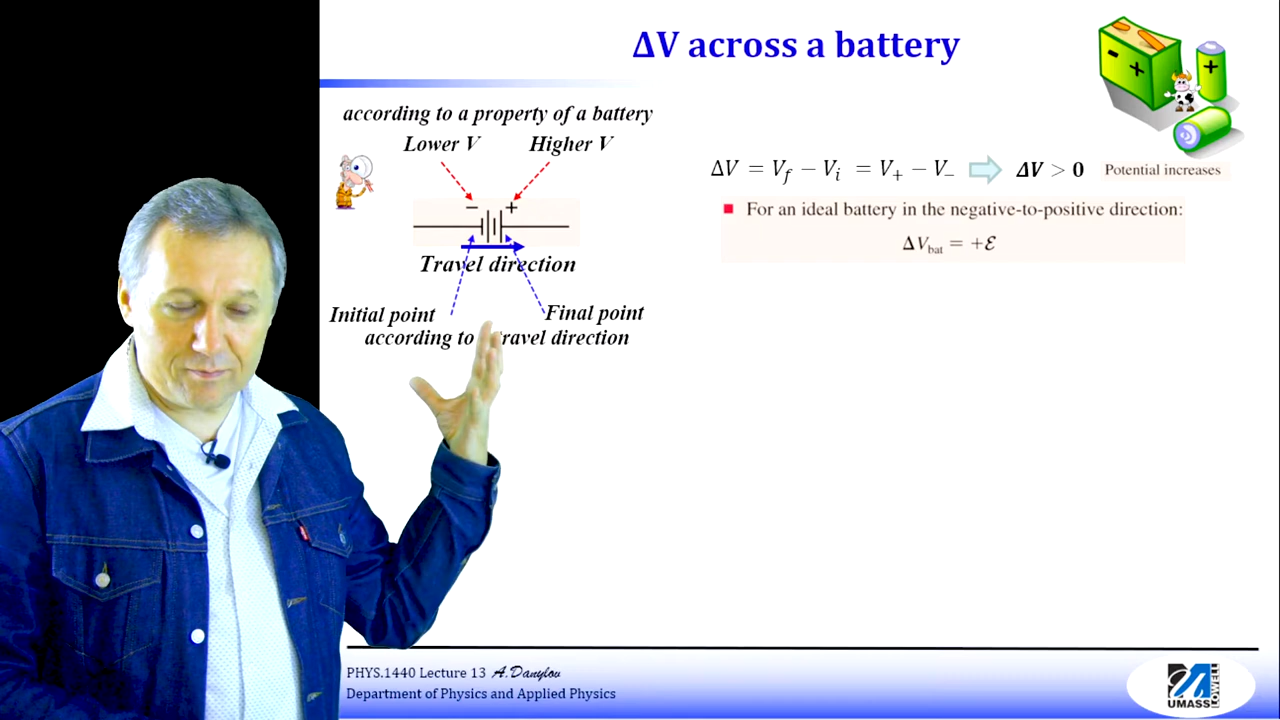 ΔV across a battery
according to a property of a battery
Lower V Higher V
− +
Travel direction
Initial point Final point
according to travel direction
ΔV = V_f − V_i = V₊ − V₋ ΔV > 0 Potential increases
For an ideal battery in the negative-to-positive direction:
ΔV_bat = +ℰ
- +
+
PHYS.1440 Lecture 13 A.Danylov
Department of Physics and Applied Physics
UMASS
LOWELL